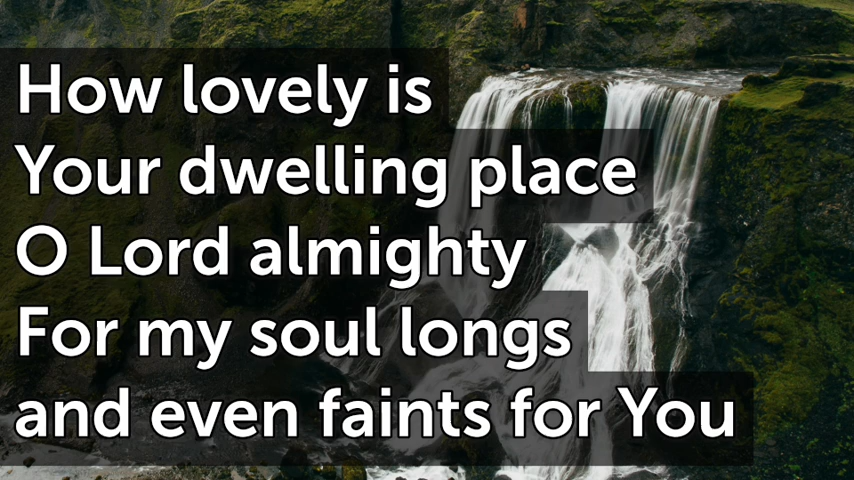 How lovely is
Your dwelling place
O Lord almighty
For my soul longs
and even faints for You